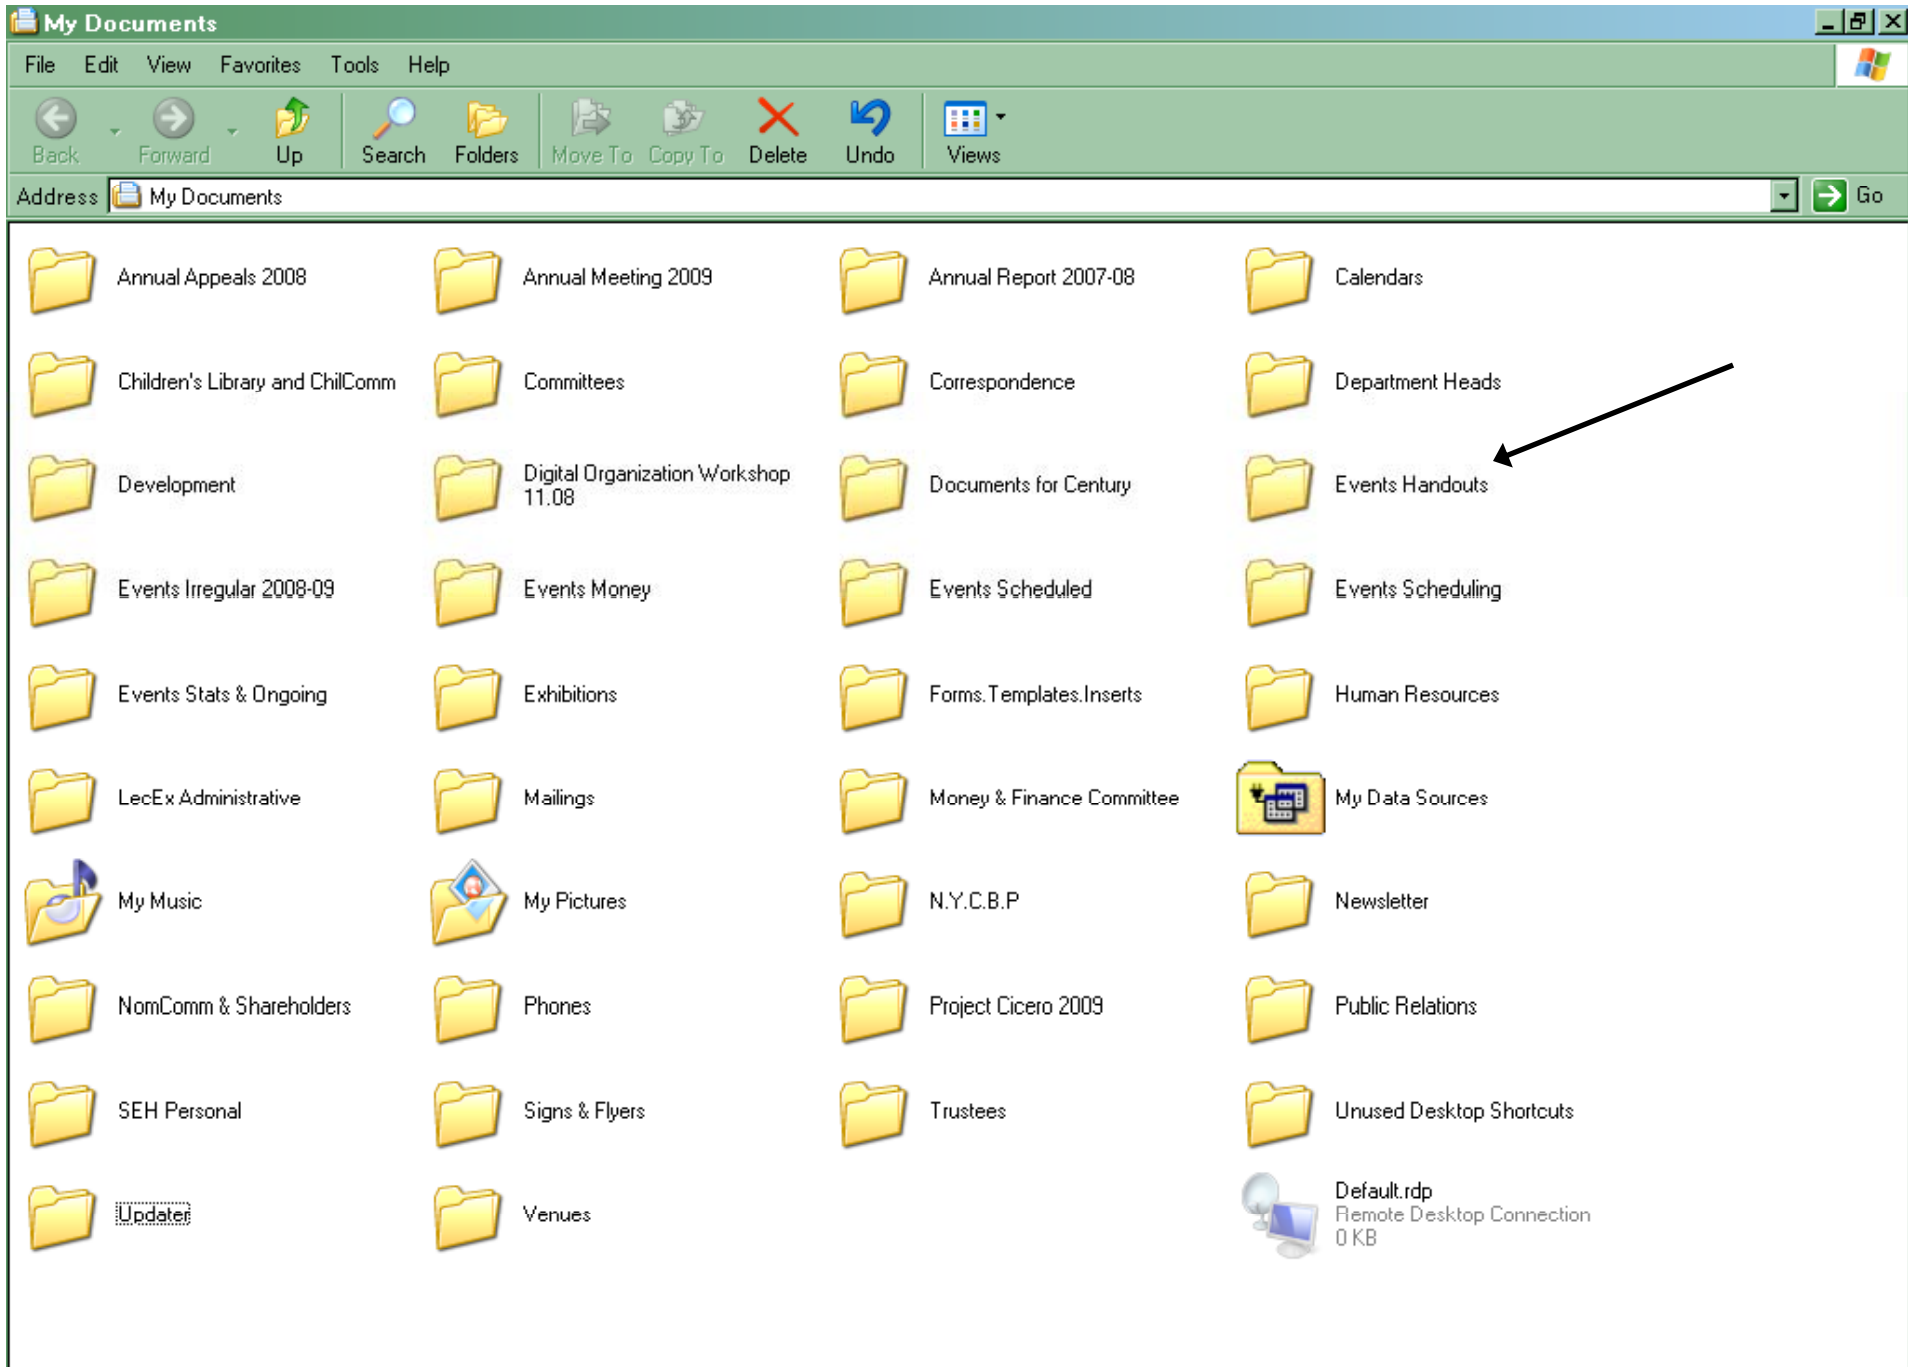 My Documents
File Edit View Favorites Tools Help
Back Forward Up Search Folders Move To Copy To Delete Undo Views
Address My Documents Go
Annual Appeals 2008
Annual Meeting 2009
Annual Report 2007-08
Calendars
Children's Library and ChilComm
Committees
Correspondence
Department Heads
Development
Digital Organization Workshop
11.08
Documents for Century
Events Handouts
Events Irregular 2008-09
Events Money
Events Scheduled
Events Scheduling
Events Stats & Ongoing
Exhibitions
Forms.Templates.Inserts
Human Resources
LecEx Administrative
Mailings
Money & Finance Committee
My Data Sources
My Music
My Pictures
N.Y.C.B.P
Newsletter
NomComm & Shareholders
Phones
Project Cicero 2009
Public Relations
SEH Personal
Signs & Flyers
Trustees
Unused Desktop Shortcuts
Updater
Venues
Default.rdp
Remote Desktop Connection
0 KB